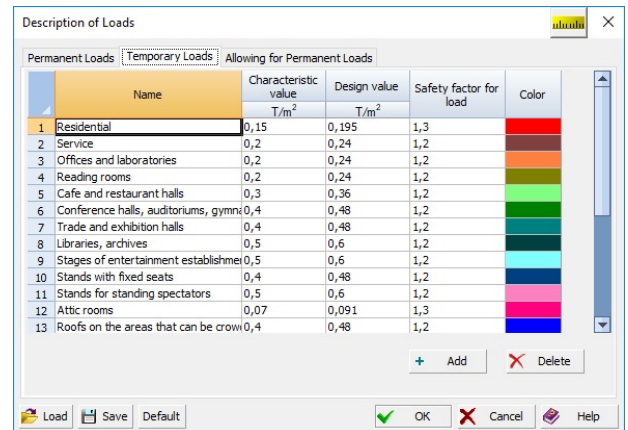 Description of Loads
Permanent Loads Temporary Loads Allowing for Permanent Loads
Name Characteristic value Design value Safety factor for load Color
T/m² T/m²
1 Residential 0,15 0,195 1,3
2 Service 0,2 0,24 1,2
3 Offices and laboratories 0,2 0,24 1,2
4 Reading rooms 0,2 0,24 1,2
5 Cafe and restaurant halls 0,3 0,36 1,2
6 Conference halls, auditoriums, gymna 0,4 0,48 1,2
7 Trade and exhibition halls 0,4 0,48 1,2
8 Libraries, archives 0,5 0,6 1,2
9 Stages of entertainment establishme 0,5 0,6 1,2
10 Stands with fixed seats 0,4 0,48 1,2
11 Stands for standing spectators 0,5 0,6 1,2
12 Attic rooms 0,07 0,091 1,3
13 Roofs on the areas that can be crow 0,4 0,48 1,2
+ Add Delete
Load Save Default OK Cancel Help